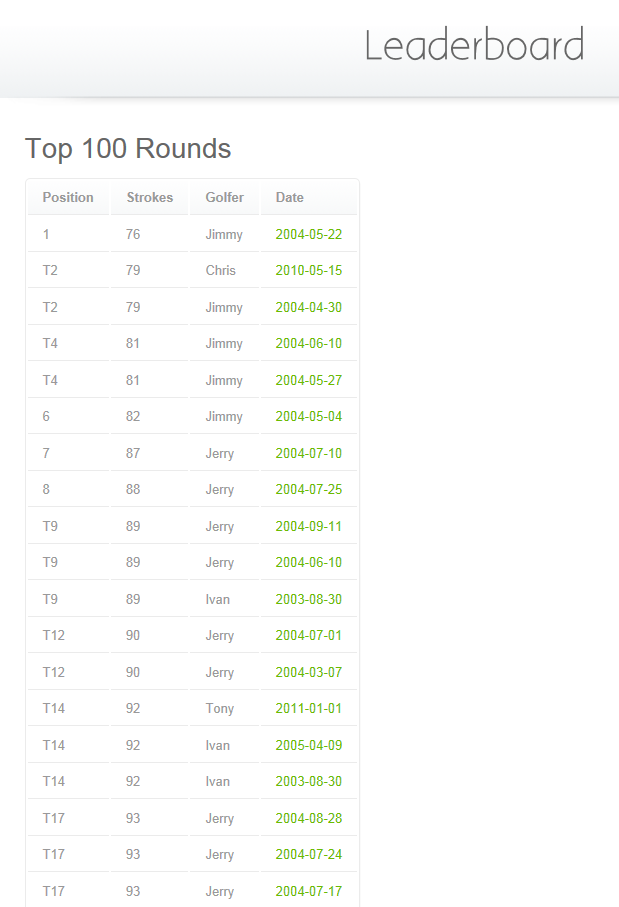 Leaderboard
Top 100 Rounds
Position Strokes Golfer Date
1 76 Jimmy 2004-05-22
T2 79 Chris 2010-05-15
T2 79 Jimmy 2004-04-30
T4 81 Jimmy 2004-06-10
T4 81 Jimmy 2004-05-27
6 82 Jimmy 2004-05-04
7 87 Jerry 2004-07-10
8 88 Jerry 2004-07-25
T9 89 Jerry 2004-09-11
T9 89 Jerry 2004-06-10
T9 89 Ivan 2003-08-30
T12 90 Jerry 2004-07-01
T12 90 Jerry 2004-03-07
T14 92 Tony 2011-01-01
T14 92 Ivan 2005-04-09
T14 92 Ivan 2003-08-30
T17 93 Jerry 2004-08-28
T17 93 Jerry 2004-07-24
T17 93 Jerry 2004-07-17